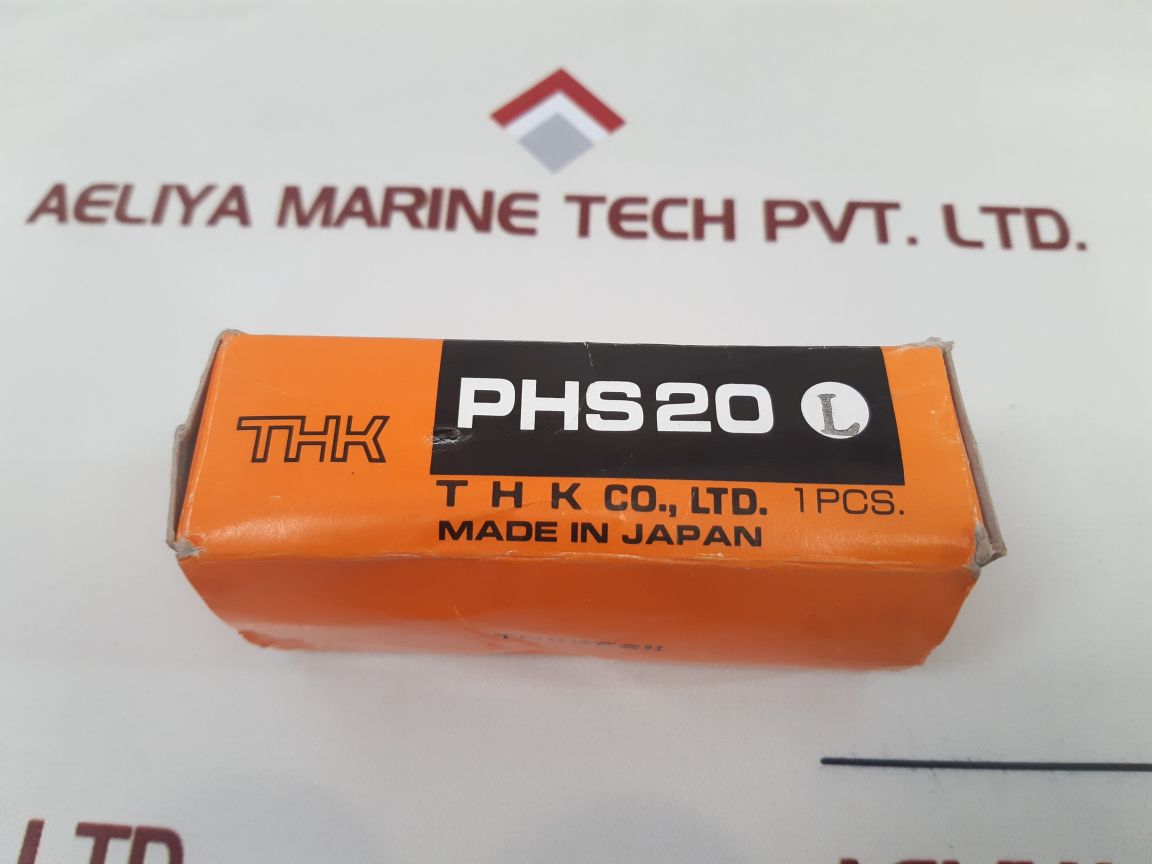 AELIYA MARINE TECH PVT. LTD.
THK
PHS20 L
T H K CO., LTD. 1PCS.
MADE IN JAPAN
LTD